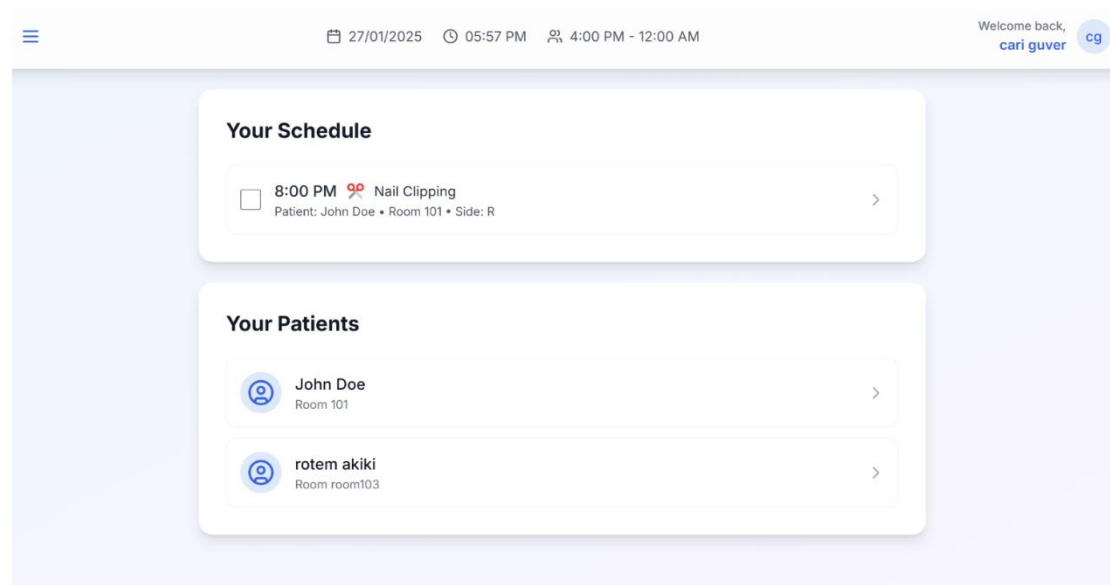 27/01/2025 05:57 PM 4:00 PM - 12:00 AM
Welcome back,
cari guver
cg
Your Schedule
8:00 PM Nail Clipping
Patient: John Doe • Room 101 • Side: R
Your Patients
John Doe
Room 101
rotem akiki
Room room103